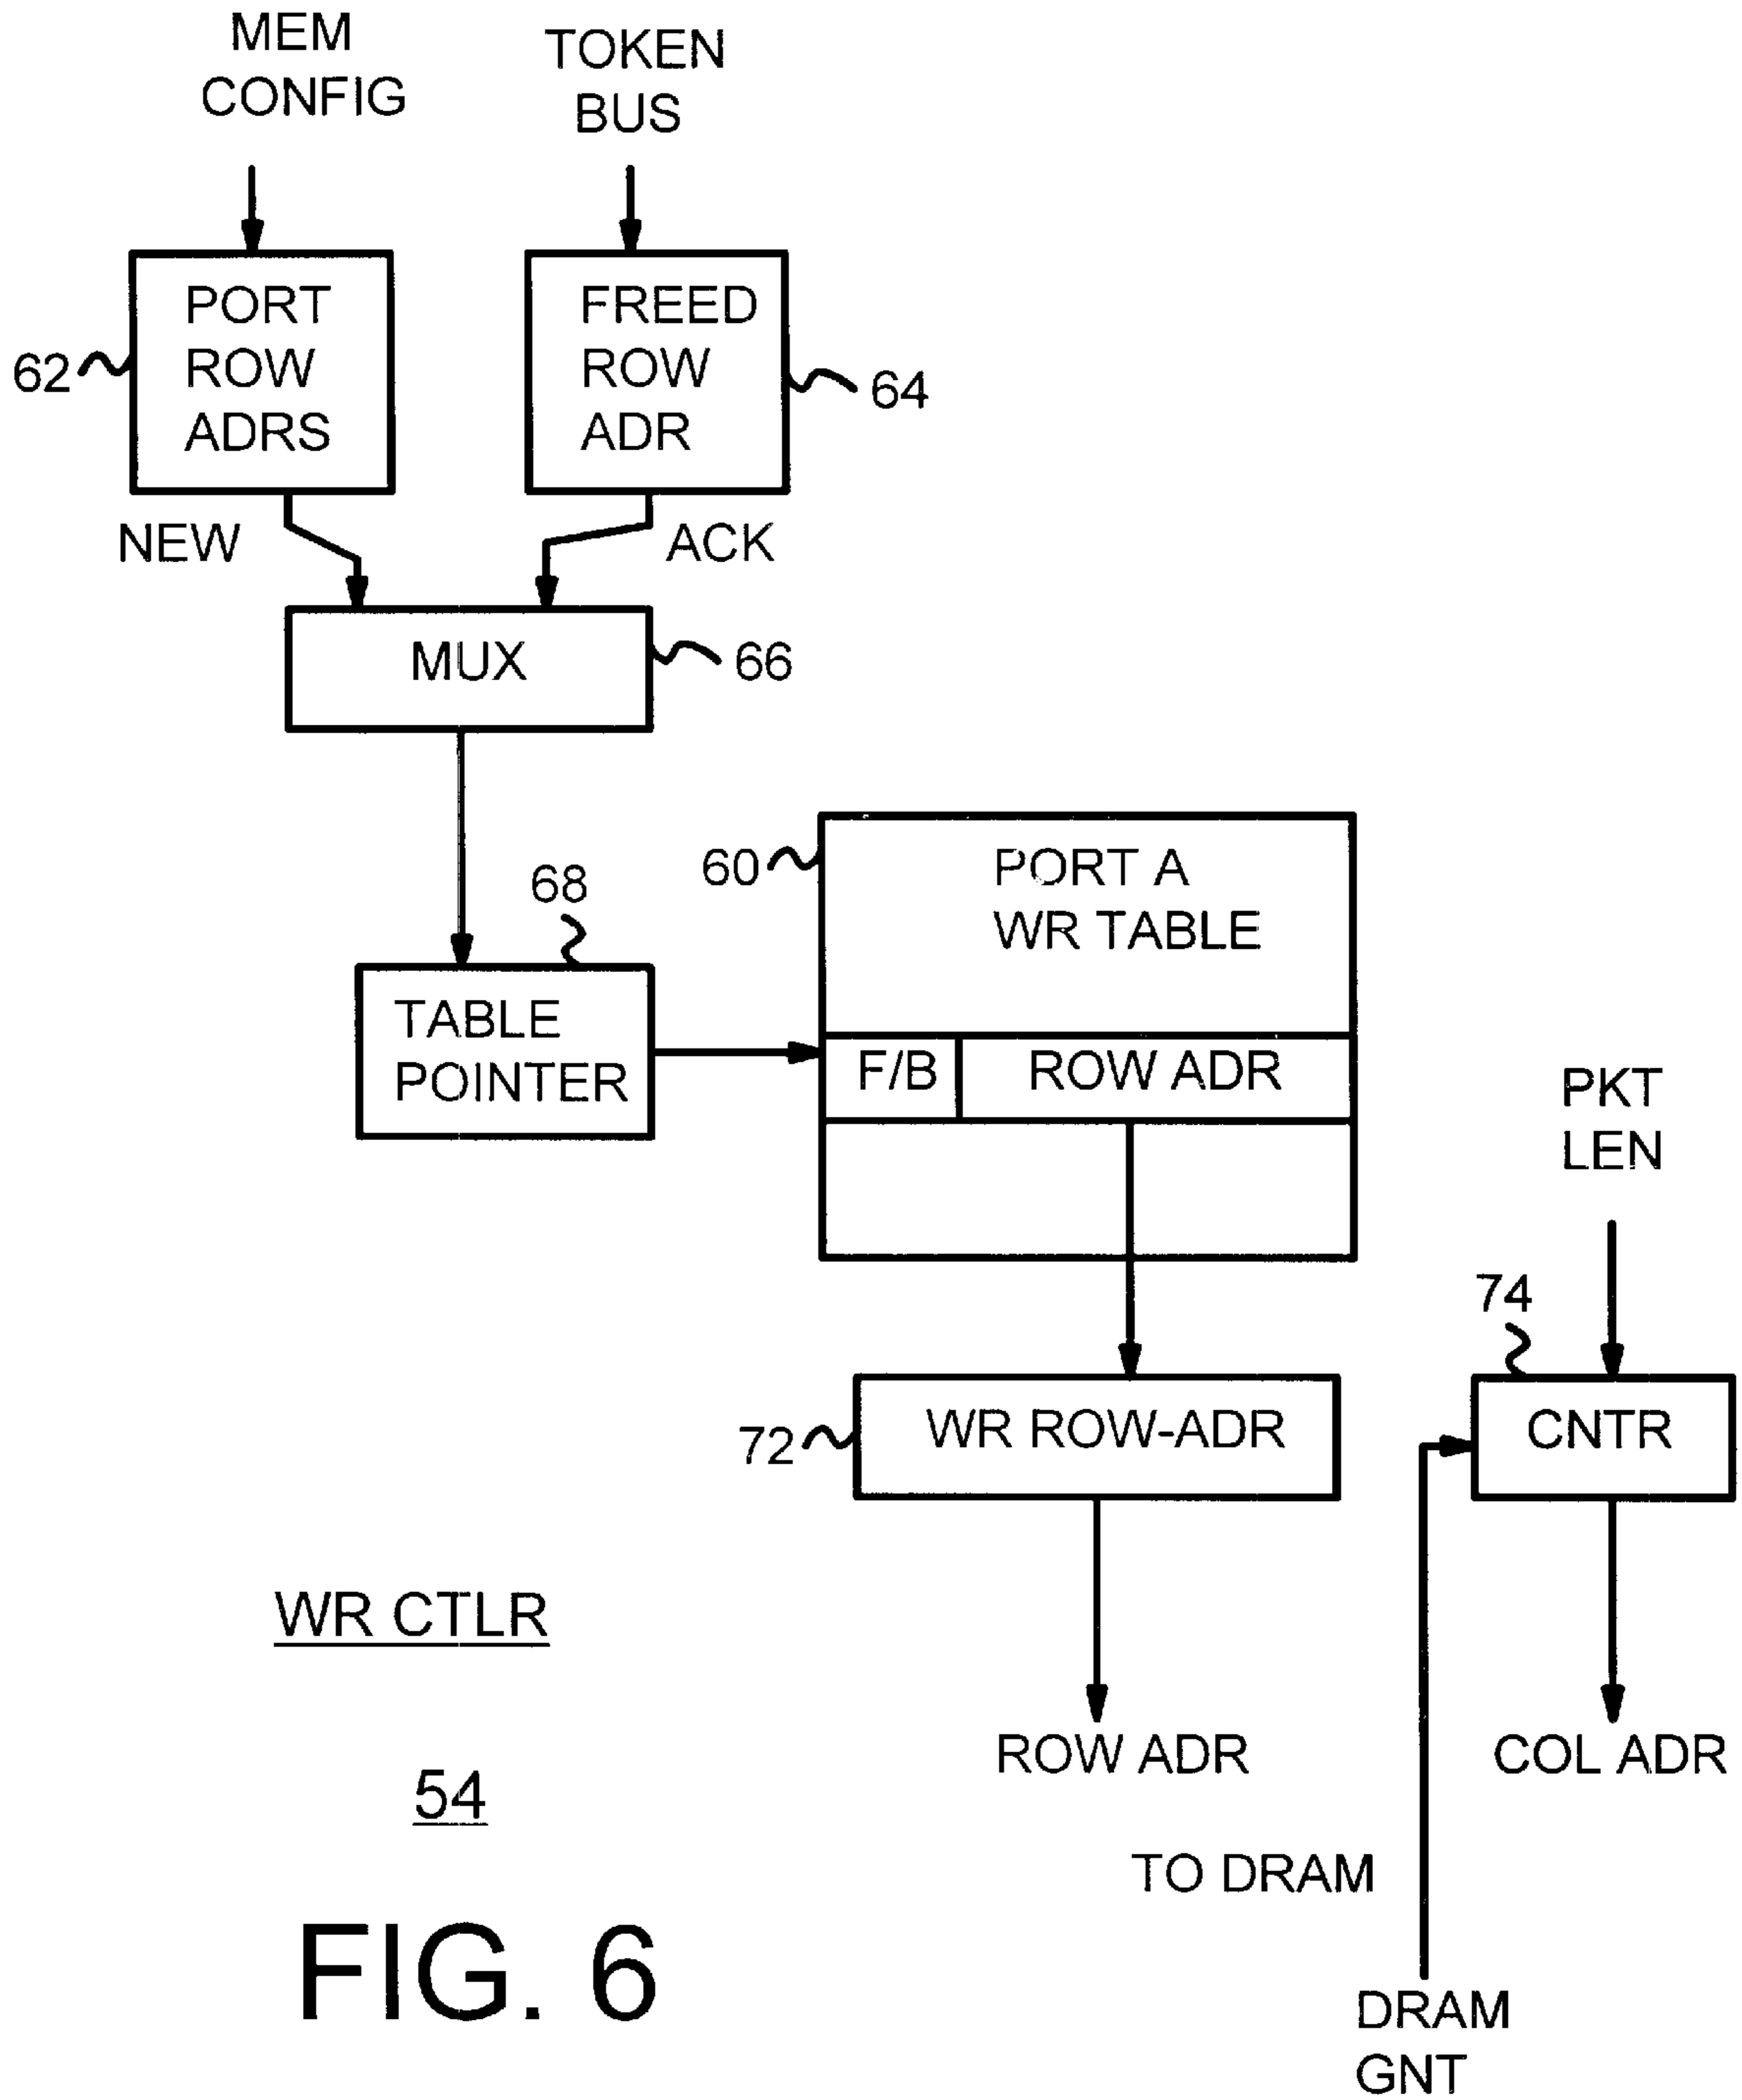 MEM
CONFIG
TOKEN
BUS
PORT
ROW
ADRS
62
FREED
ROW
ADR
64
NEW
ACK
MUX
66
68
TABLE
POINTER
60
PORT A
WR TABLE
F/B
ROW ADR
PKT
LEN
74
72
WR ROW-ADR
CNTR
WR CTLR
54
ROW ADR
COL ADR
TO DRAM
DRAM
GNT
FIG. 6